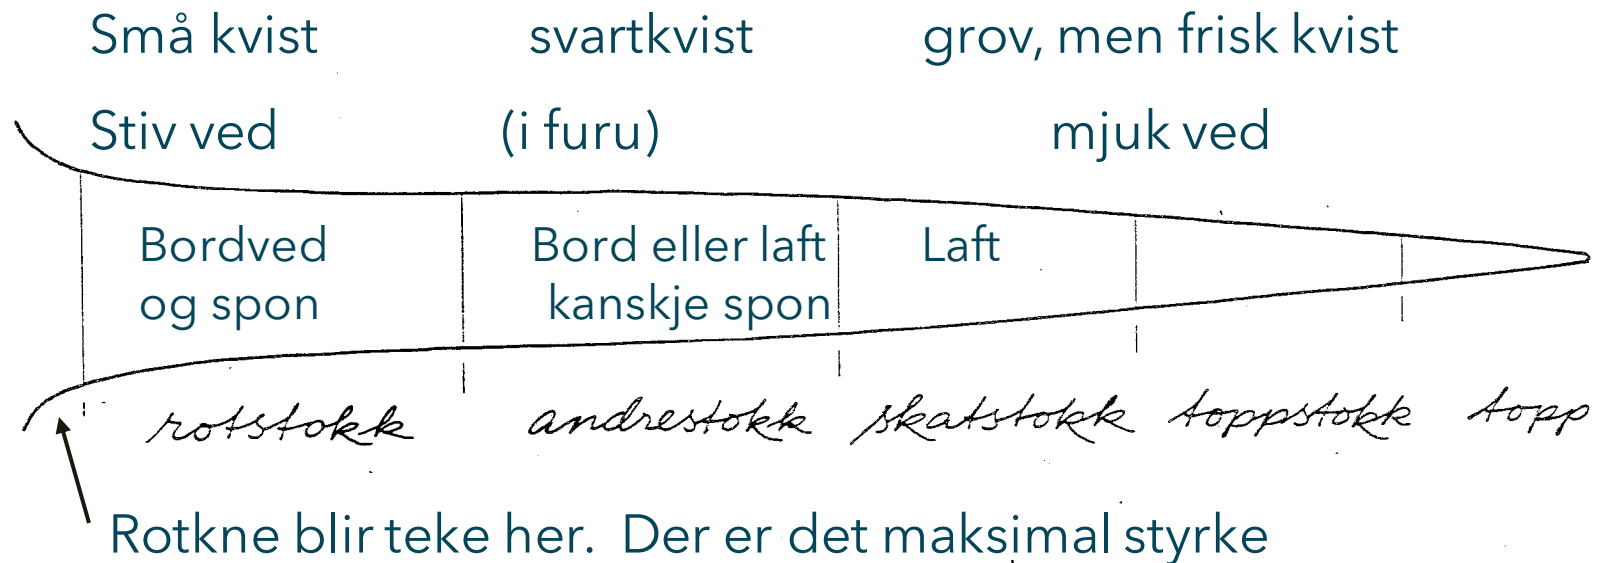 Små kvist svartkvist grov, men frisk kvist
Stiv ved (i furu) mjuk ved
Bordved Bord eller laft Laft
og spon kanskje spon
rotstokk andrestokk skatstokk toppstokk topp
Rotkne blir teke her. Der er det maksimal styrke